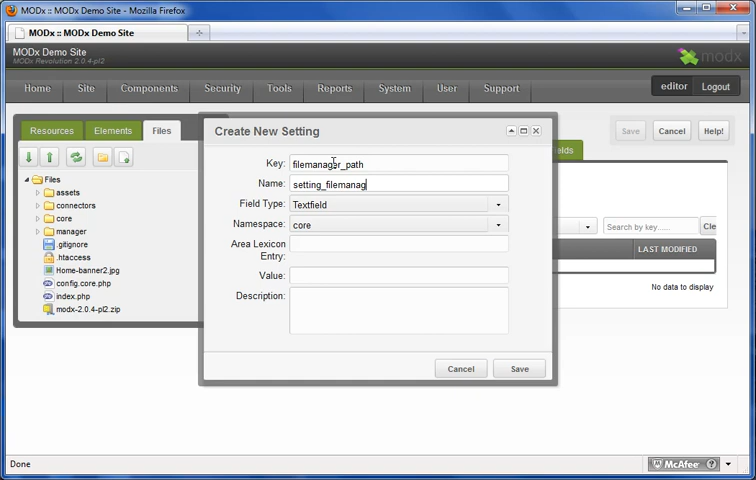 MODx :: MODx Demo Site - Mozilla Firefox
MODx :: MODx Demo Site
MODx Demo Site
MODx Revolution 2.0.4-pl2
modx
Home Site Components Security Tools Reports System User Support editor Logout
Resources Elements Files
Create New Setting
Save Cancel Help!
Key: filemanager_path
Name: setting_filemanag
Field Type: Textfield
Namespace: core
Area Lexicon
Entry:
Value:
Description:
Cancel Save
Files
assets
connectors
core
manager
.gitignore
.htaccess
Home-banner2.jpg
config.core.php
index.php
modx-2.0.4-pl2.zip
elds
Search by key...... Cle
LAST MODIFIED
No data to display
Done
McAfee